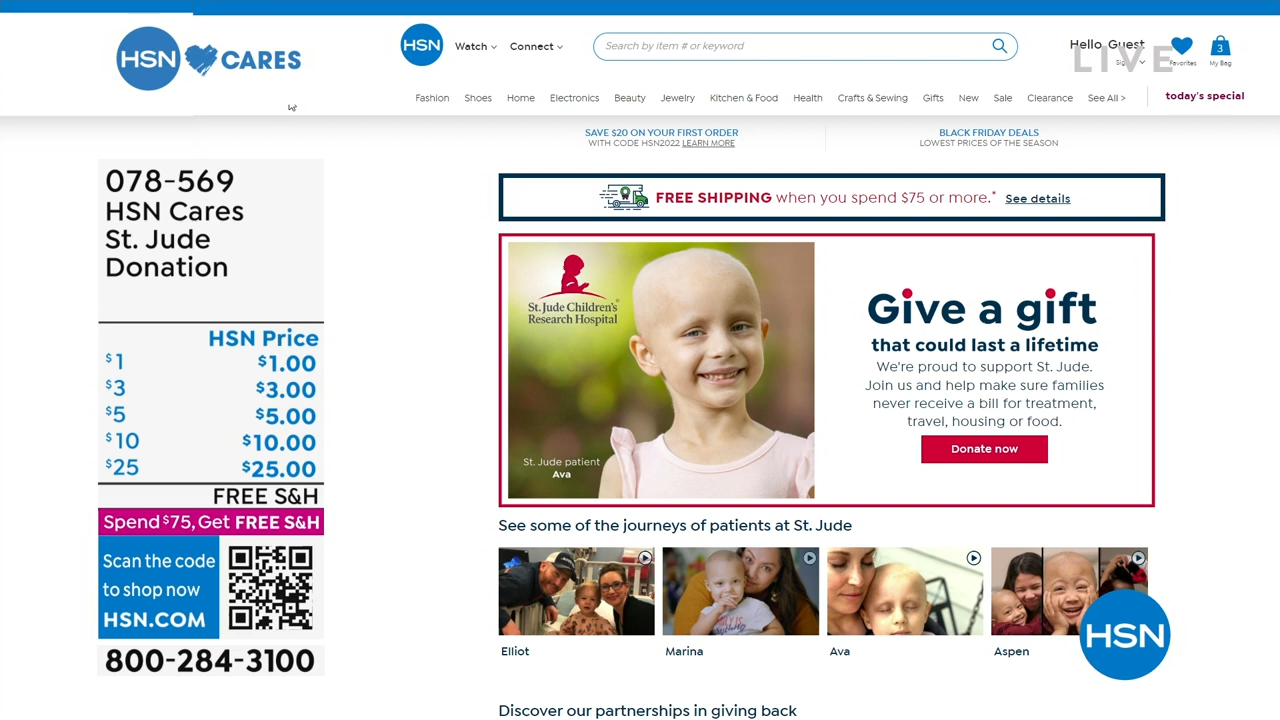 HSN CARES
HSN
Watch
Connect
Search by item # or keyword
Hello, Guest
LIVE
Favorites
3
My Bag
Fashion Shoes Home Electronics Beauty Jewelry Kitchen & Food Health Crafts & Sewing Gifts New Sale Clearance See All >
today's special
SAVE $20 ON YOUR FIRST ORDER
WITH CODE HSN2022 LEARN MORE
BLACK FRIDAY DEALS
LOWEST PRICES OF THE SEASON
078-569
HSN Cares
St. Jude
Donation
HSN Price
$1 $1.00
$3 $3.00
$5 $5.00
$10 $10.00
$25 $25.00
FREE S&H
Spend $75, Get FREE S&H
Scan the code
to shop now
HSN.COM
800-284-3100
FREE SHIPPING when you spend $75 or more.* See details
St. Jude Children's
Research Hospital
®
St. Jude patient
Ava
Give a gift
that could last a lifetime
We're proud to support St. Jude.
Join us and help make sure families
never receive a bill for treatment,
travel, housing or food.
Donate now
See some of the journeys of patients at St. Jude
Elliot
Marina
Ava
Aspen
HSN
Discover our partnerships in giving back